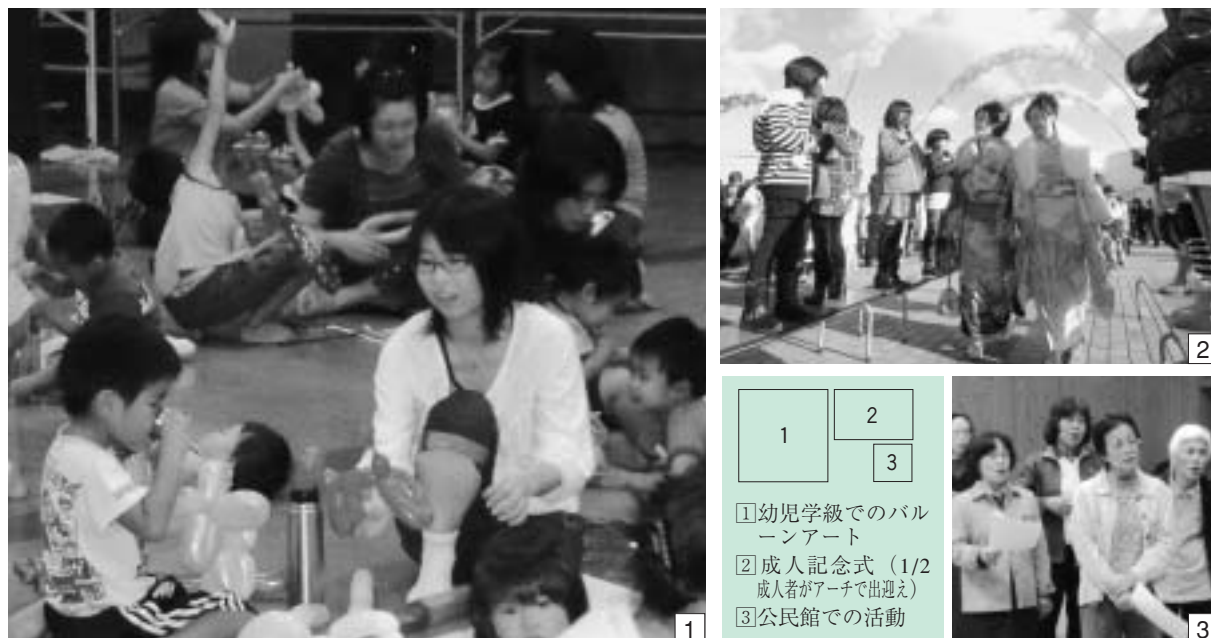 1
2
3
1
2
3
1幼児学級でのバル
ーンアート
2成人記念式（1/2
成人者がアーチで出迎え）
3公民館での活動